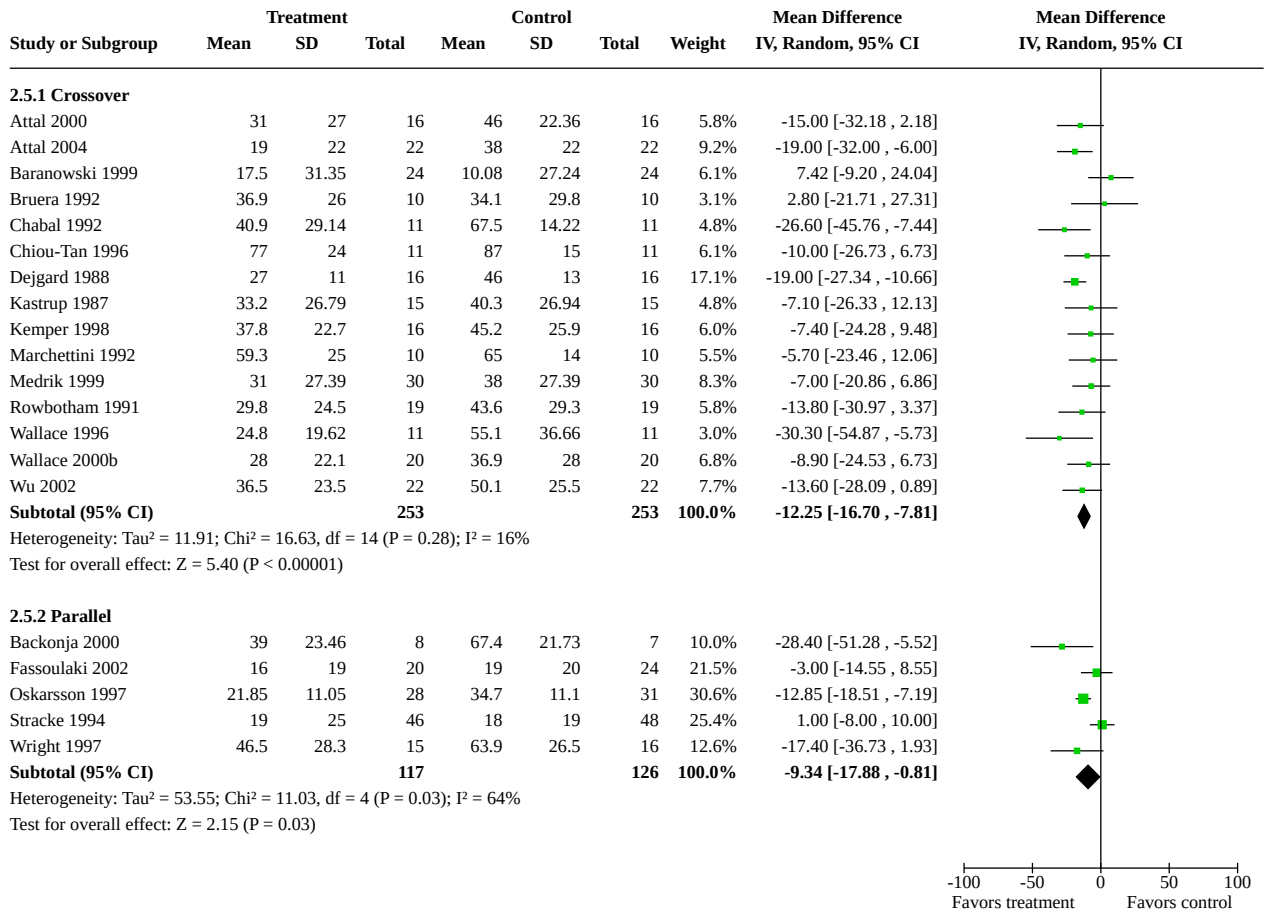 Treatment Control Mean Difference Mean Difference
Study or Subgroup Mean SD Total Mean SD Total Weight IV, Random, 95% CI IV, Random, 95% CI
2.5.1 Crossover
Attal 2000 31 27 16 46 22.36 16 5.8% -15.00 [-32.18 , 2.18]
Attal 2004 19 22 22 38 22 22 9.2% -19.00 [-32.00 , -6.00]
Baranowski 1999 17.5 31.35 24 10.08 27.24 24 6.1% 7.42 [-9.20 , 24.04]
Bruera 1992 36.9 26 10 34.1 29.8 10 3.1% 2.80 [-21.71 , 27.31]
Chabal 1992 40.9 29.14 11 67.5 14.22 11 4.8% -26.60 [-45.76 , -7.44]
Chiou-Tan 1996 77 24 11 87 15 11 6.1% -10.00 [-26.73 , 6.73]
Dejgard 1988 27 11 16 46 13 16 17.1% -19.00 [-27.34 , -10.66]
Kastrup 1987 33.2 26.79 15 40.3 26.94 15 4.8% -7.10 [-26.33 , 12.13]
Kemper 1998 37.8 22.7 16 45.2 25.9 16 6.0% -7.40 [-24.28 , 9.48]
Marchettini 1992 59.3 25 10 65 14 10 5.5% -5.70 [-23.46 , 12.06]
Medrik 1999 31 27.39 30 38 27.39 30 8.3% -7.00 [-20.86 , 6.86]
Rowbotham 1991 29.8 24.5 19 43.6 29.3 19 5.8% -13.80 [-30.97 , 3.37]
Wallace 1996 24.8 19.62 11 55.1 36.66 11 3.0% -30.30 [-54.87 , -5.73]
Wallace 2000b 28 22.1 20 36.9 28 20 6.8% -8.90 [-24.53 , 6.73]
Wu 2002 36.5 23.5 22 50.1 25.5 22 7.7% -13.60 [-28.09 , 0.89]
Subtotal (95% CI) 253 253 100.0% -12.25 [-16.70 , -7.81]
Heterogeneity: Tau² = 11.91; Chi² = 16.63, df = 14 (P = 0.28); I² = 16%
Test for overall effect: Z = 5.40 (P < 0.00001)
2.5.2 Parallel
Backonja 2000 39 23.46 8 67.4 21.73 7 10.0% -28.40 [-51.28 , -5.52]
Fassoulaki 2002 16 19 20 19 20 24 21.5% -3.00 [-14.55 , 8.55]
Oskarsson 1997 21.85 11.05 28 34.7 11.1 31 30.6% -12.85 [-18.51 , -7.19]
Stracke 1994 19 25 46 18 19 48 25.4% 1.00 [-8.00 , 10.00]
Wright 1997 46.5 28.3 15 63.9 26.5 16 12.6% -17.40 [-36.73 , 1.93]
Subtotal (95% CI) 117 126 100.0% -9.34 [-17.88 , -0.81]
Heterogeneity: Tau² = 53.55; Chi² = 11.03, df = 4 (P = 0.03); I² = 64%
Test for overall effect: Z = 2.15 (P = 0.03)
-100 -50 0 50 100
Favors treatment Favors control